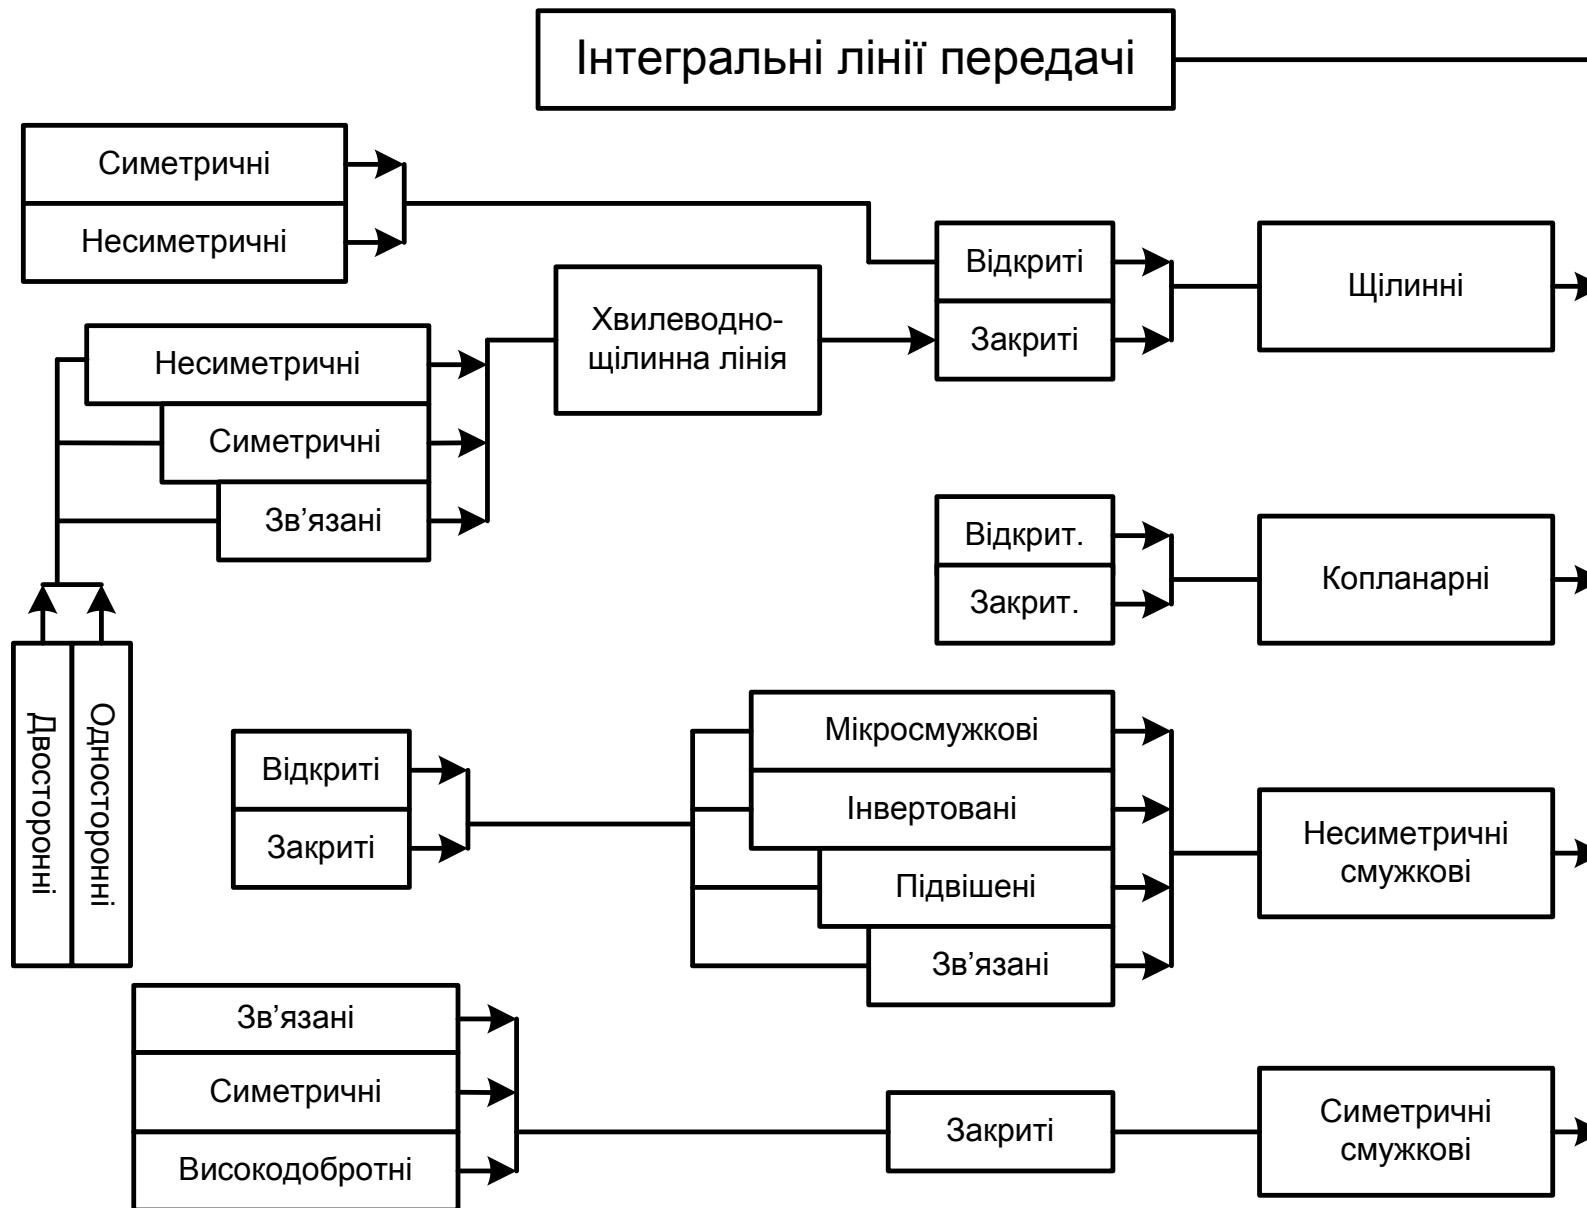 Інтегральні лінії передачі
Симетричні
Несиметричні
Відкриті
Закриті
Щілинні
Хвилеводно-
щілинна лінія
Несиметричні
Симетричні
Зв’язані
Відкрит.
Закрит.
Копланарні
Двосторонні
Односторонні
Відкриті
Закриті
Мікросмужкові
Інвертовані
Підвішені
Зв’язані
Несиметричні
смужкові
Зв’язані
Симетричні
Високодобротні
Закриті
Симетричні
смужкові